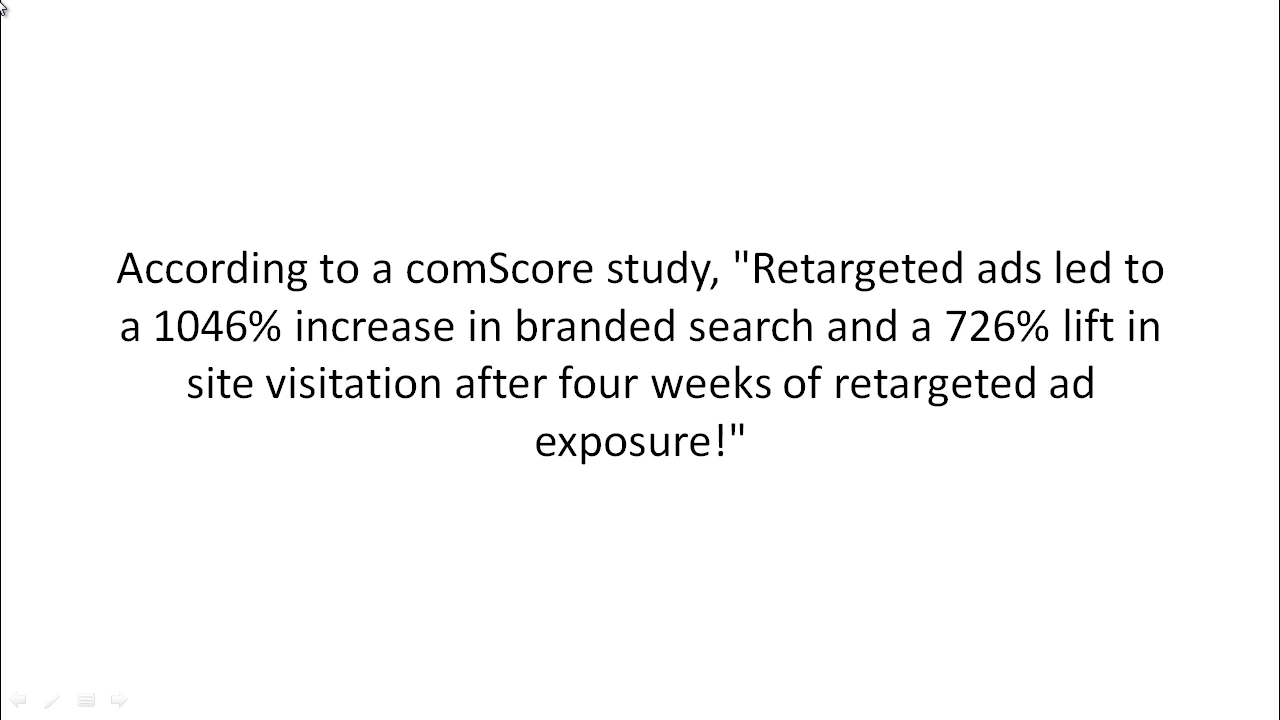 According to a comScore study, "Retargeted ads led to
a 1046% increase in branded search and a 726% lift in
site visitation after four weeks of retargeted ad
exposure!"